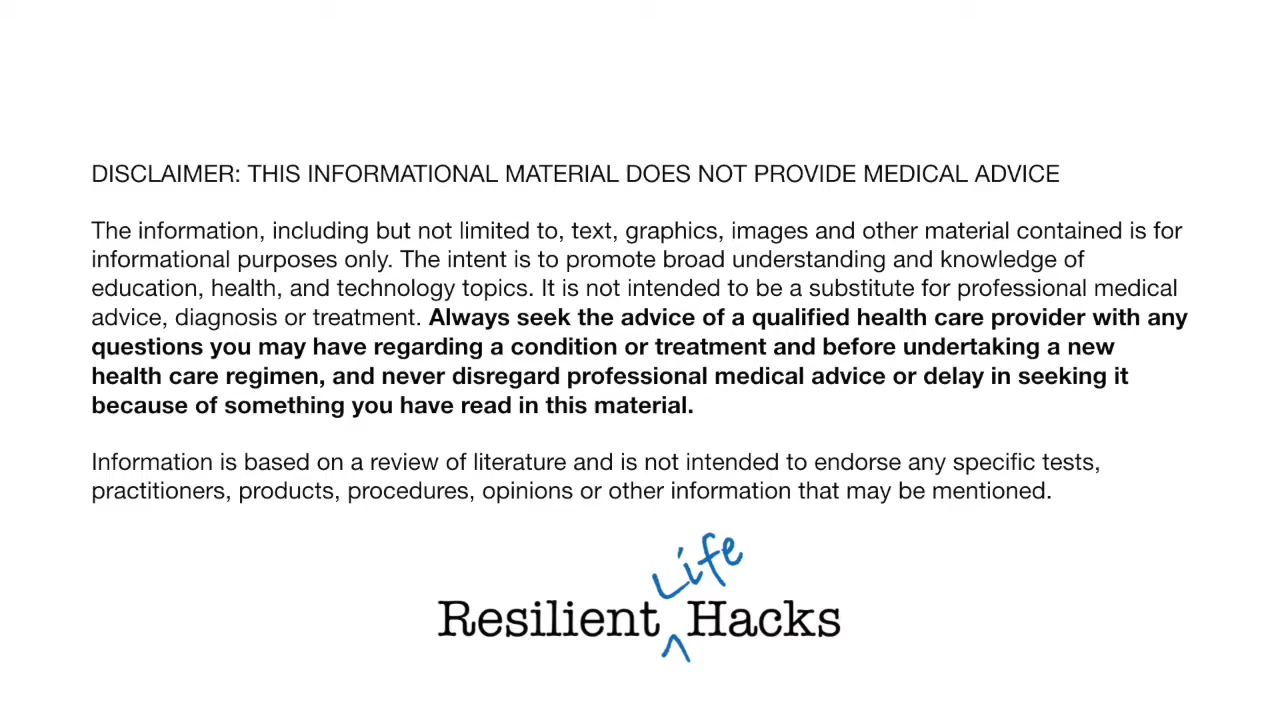 DISCLAIMER: THIS INFORMATIONAL MATERIAL DOES NOT PROVIDE MEDICAL ADVICE
The information, including but not limited to, text, graphics, images and other material contained is for
informational purposes only. The intent is to promote broad understanding and knowledge of
education, health, and technology topics. It is not intended to be a substitute for professional medical
advice, diagnosis or treatment. Always seek the advice of a qualified health care provider with any
questions you may have regarding a condition or treatment and before undertaking a new
health care regimen, and never disregard professional medical advice or delay in seeking it
because of something you have read in this material.
Information is based on a review of literature and is not intended to endorse any specific tests,
practitioners, products, procedures, opinions or other information that may be mentioned.
Life
Resilient Hacks